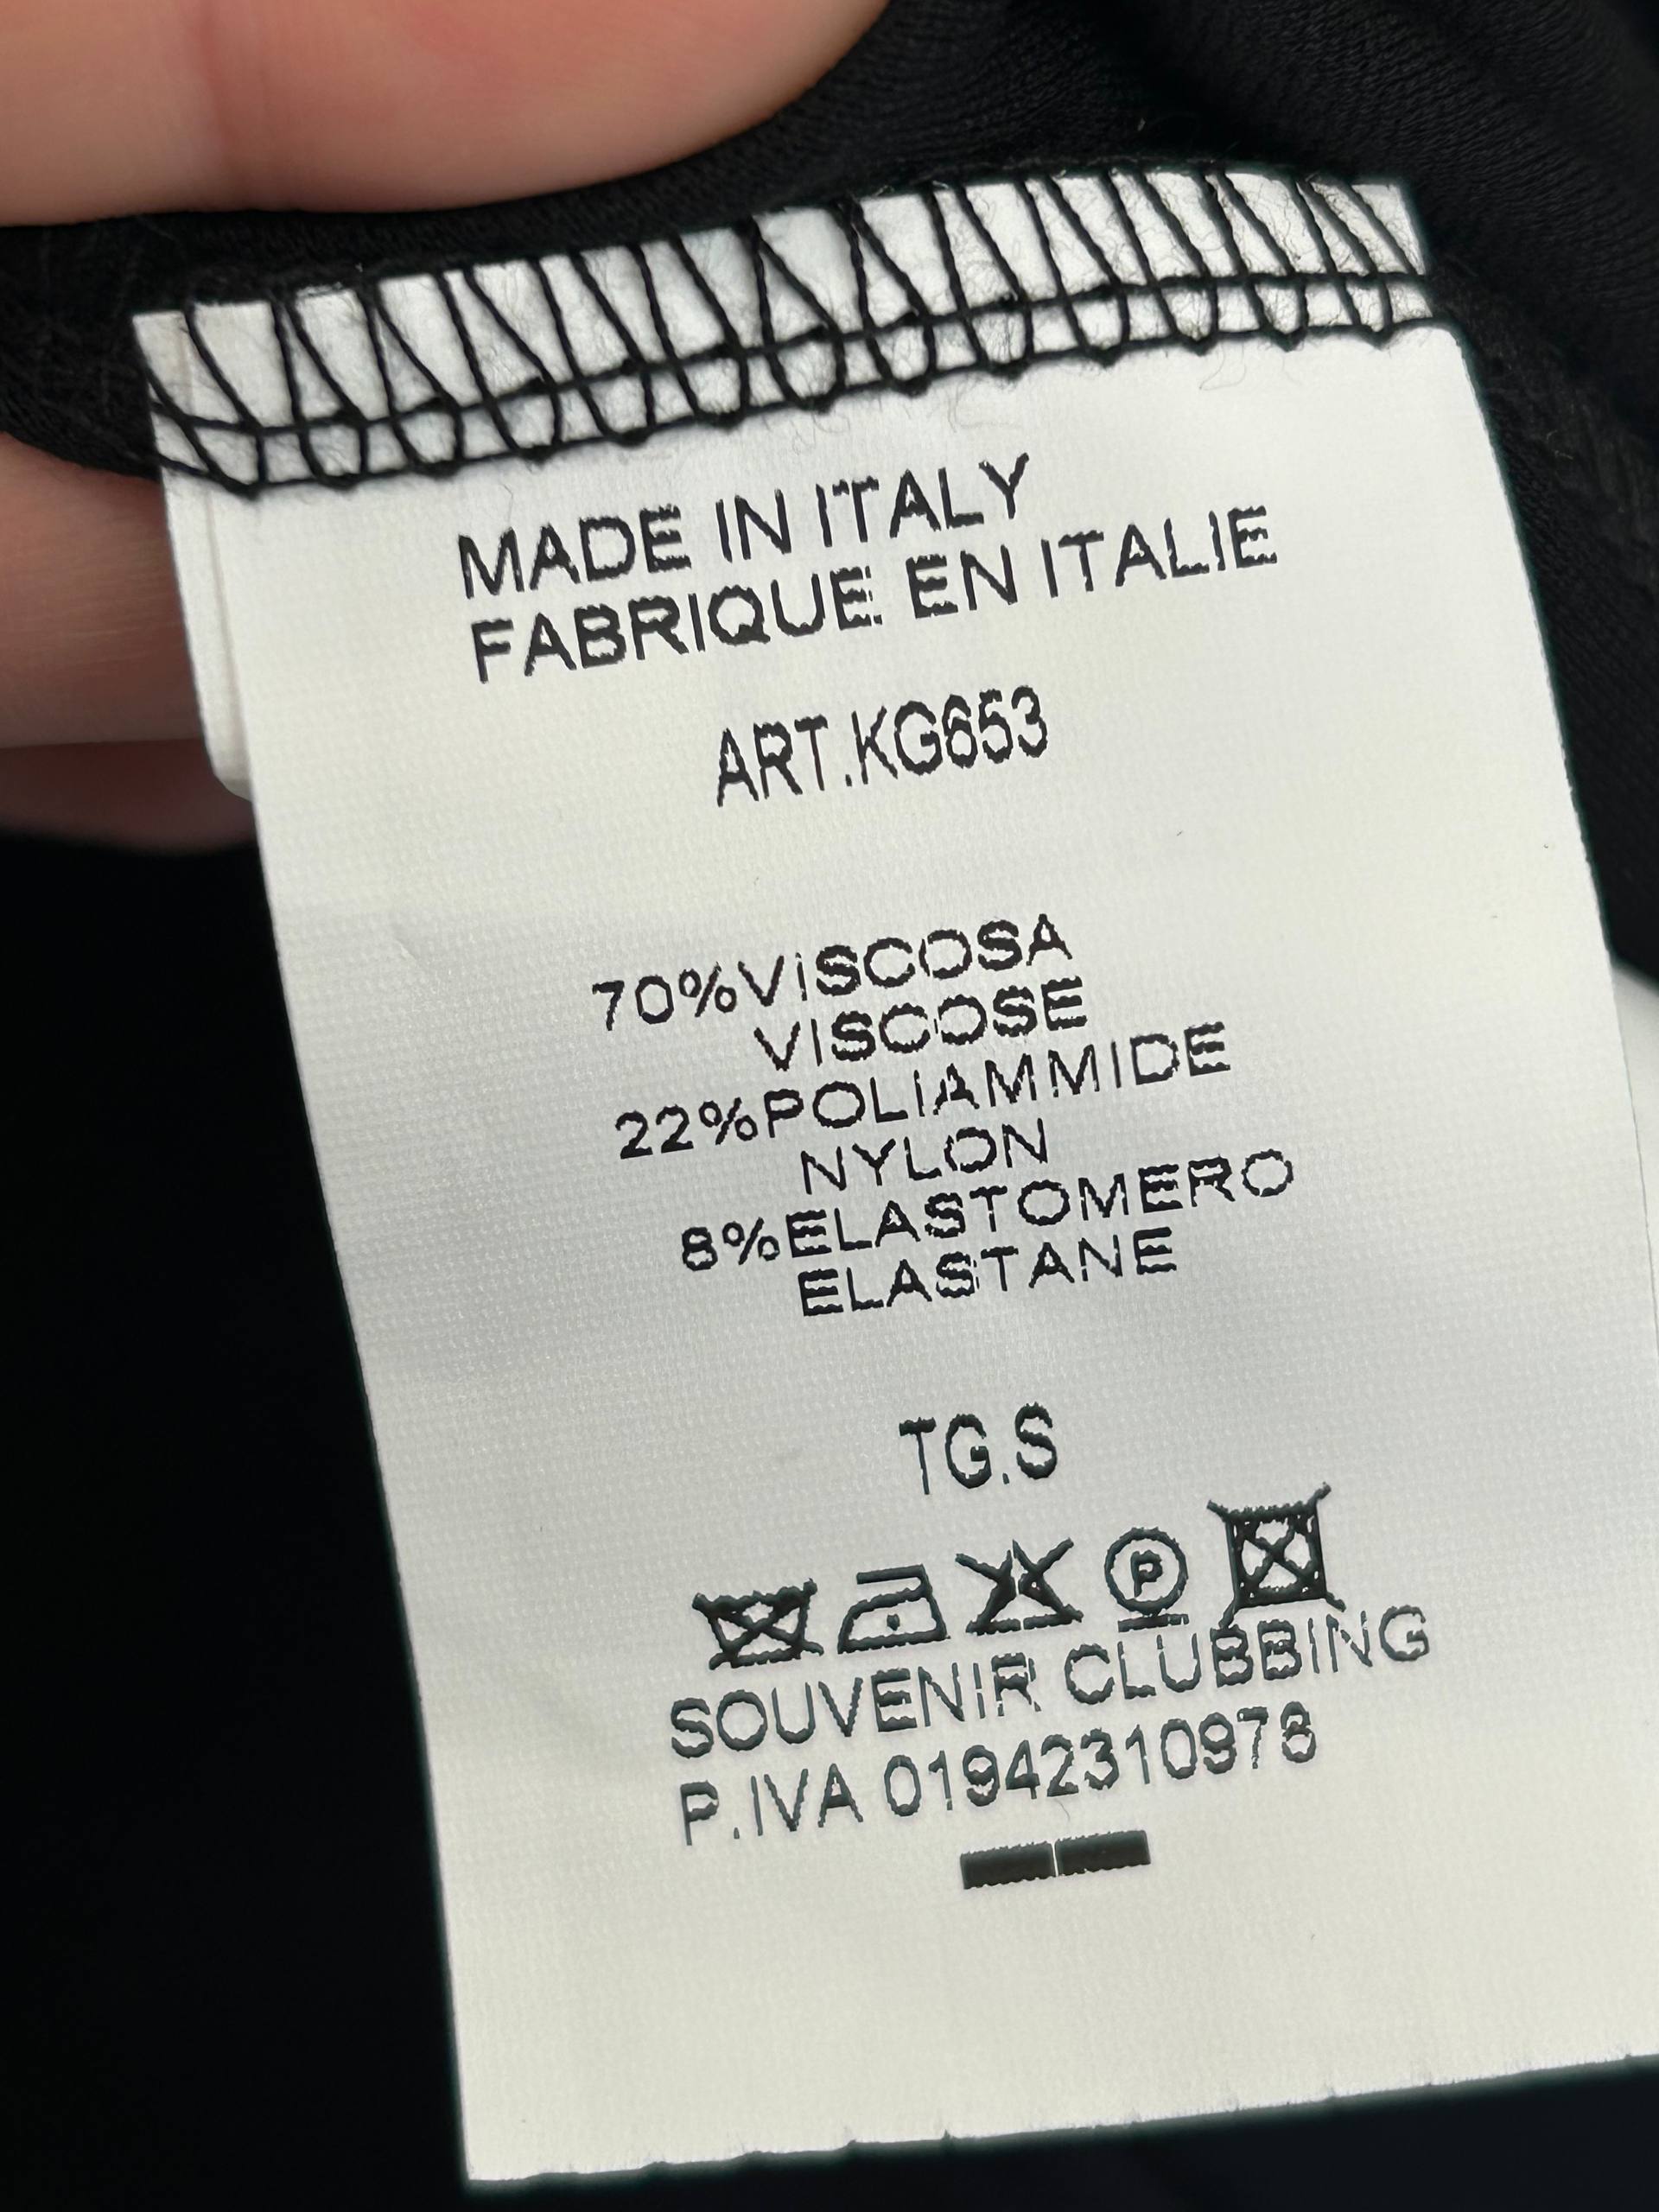 MADE IN ITALY
FABRIQUE EN ITALIE
ART.KG653
70%VISCOSA
VISCOSE
22%POLIAMMIDE
NYLON
8%ELASTOMERO
ELASTANE
TG.S
P
SOUVENIR CLUBBING
P.IVA 01942310978